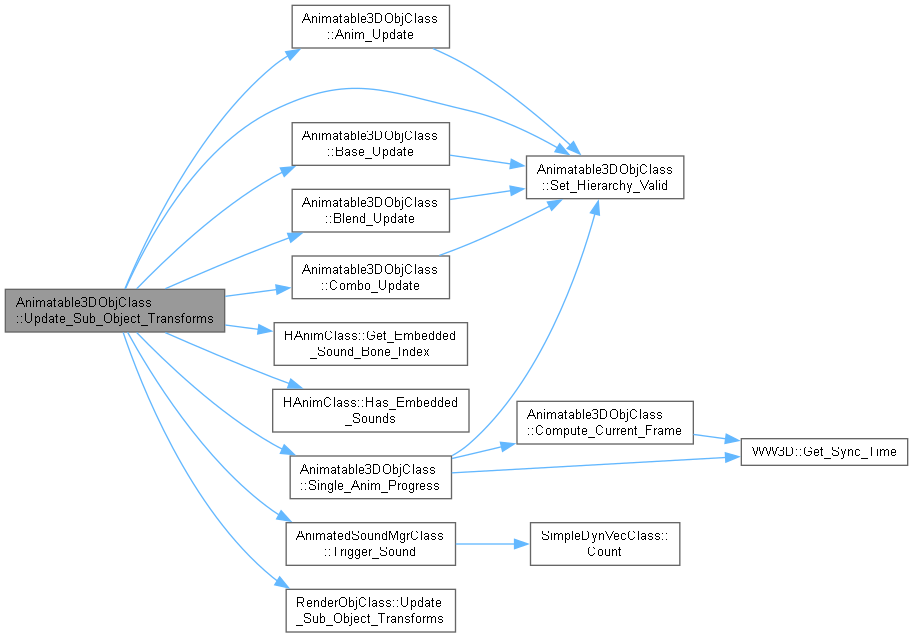 Animatable3DObjClass
::Update_Sub_Object_Transforms
Animatable3DObjClass
::Anim_Update
Animatable3DObjClass
::Base_Update
Animatable3DObjClass
::Blend_Update
Animatable3DObjClass
::Combo_Update
HAnimClass::Get_Embedded
_Sound_Bone_Index
HAnimClass::Has_Embedded
_Sounds
Animatable3DObjClass
::Single_Anim_Progress
AnimatedSoundMgrClass
::Trigger_Sound
RenderObjClass::Update
_Sub_Object_Transforms
Animatable3DObjClass
::Set_Hierarchy_Valid
Animatable3DObjClass
::Compute_Current_Frame
SimpleDynVecClass::
Count
WW3D::Get_Sync_Time